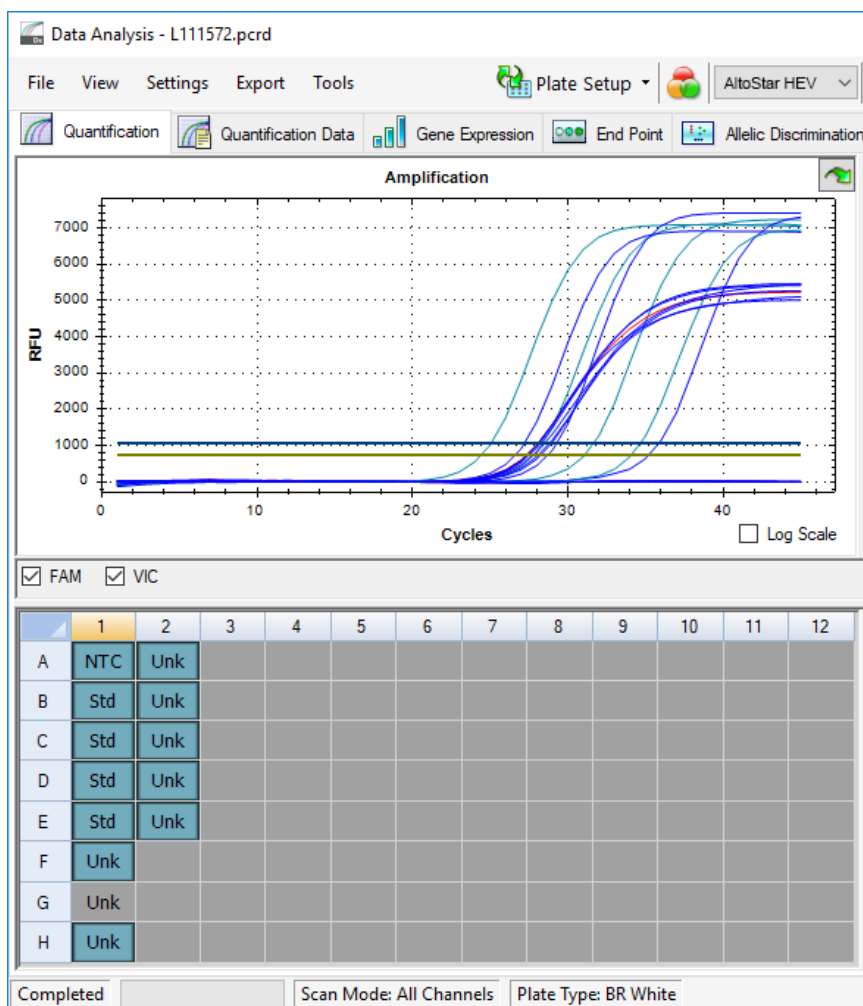 Data Analysis - L111572.pcrd
File View Settings Export Tools Plate Setup AltoStar HEV
Quantification Quantification Data Gene Expression End Point Allelic Discrimination
Amplification
7000
6000
5000
4000
3000
2000
1000
0
RFU
0 10 20 30 40
Cycles
Log Scale
FAM VIC
1 2 3 4 5 6 7 8 9 10 11 12
A NTC Unk
B Std Unk
C Std Unk
D Std Unk
E Std Unk
F Unk
G Unk
H Unk
Completed Scan Mode: All Channels Plate Type: BR White